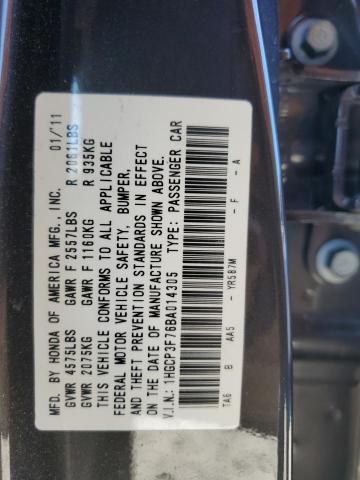 MFD. BY HONDA OF AMERICA MFG., INC. 01/'11
GVWR 4575LBS GAWR F 2557LBS R 2061LBS
GVWR 2075KG GAWR F 1160KG R 935KG
THIS VEHICLE CONFORMS TO ALL APPLICABLE
FEDERAL MOTOR VEHICLE SAFETY, BUMPER,
AND THEFT PREVENTION STANDARDS IN EFFECT
ON THE DATE OF MANUFACTURE SHOWN ABOVE.
V.I.N.: 1HGCP3F76BA014305 TYPE: PASSENGER CAR
TA6 B AA5 - YR587M - F - A